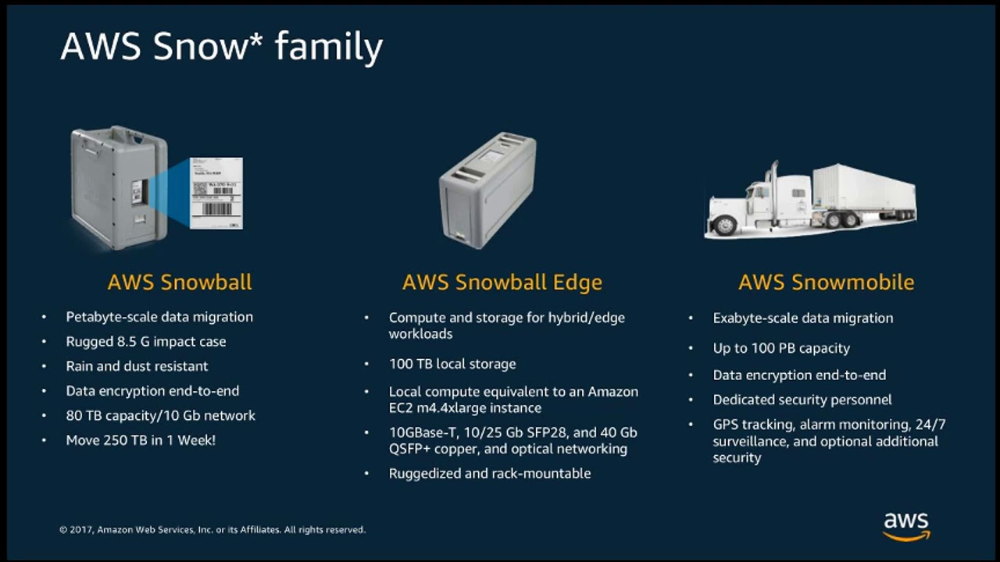 AWS Snow* family
AWS Snowball
• Petabyte-scale data migration
• Rugged 8.5 G impact case
• Rain and dust resistant
• Data encryption end-to-end
• 80 TB capacity/10 Gb network
• Move 250 TB in 1 Week!
AWS Snowball Edge
• Compute and storage for hybrid/edge
workloads
• 100 TB local storage
• Local compute equivalent to an Amazon
EC2 m4.4xlarge instance
• 10GBase-T, 10/25 Gb SFP28, and 40 Gb
QSFP+ copper, and optical networking
• Ruggedized and rack-mountable
AWS Snowmobile
• Exabyte-scale data migration
• Up to 100 PB capacity
• Data encryption end-to-end
• Dedicated security personnel
• GPS tracking, alarm monitoring, 24/7
surveillance, and optional additional
security
© 2017, Amazon Web Services, Inc. or its Affiliates. All rights reserved.
aws